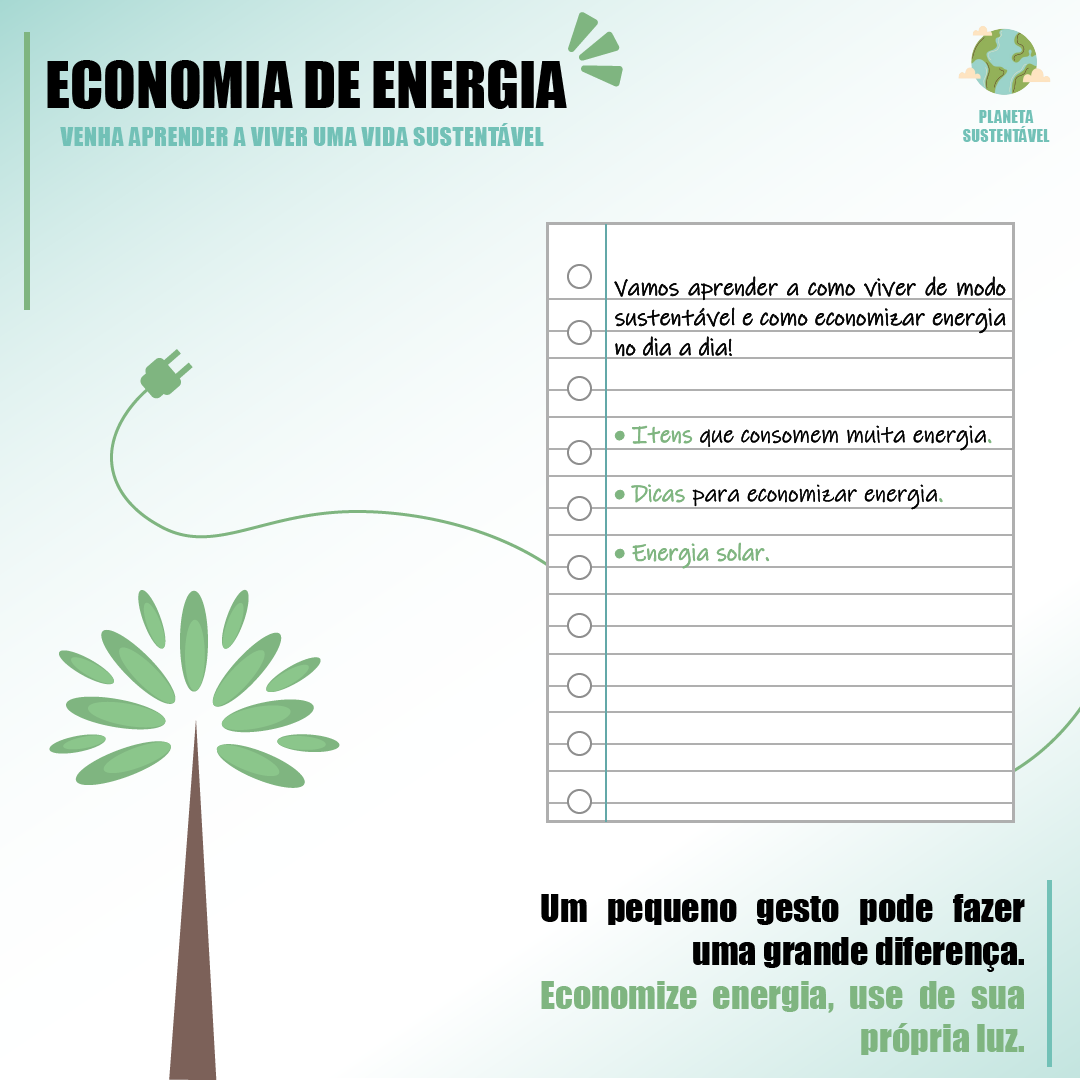 ECONOMIA DE ENERGIA
VENHA APRENDER A VIVER UMA VIDA SUSTENTÁVEL
PLANETA
SUSTENTÁVEL
Vamos aprender a como viver de modo
sustentável e como economizar energia
no dia a dia!
• Itens que consomem muita energia.
• Dicas para economizar energia.
• Energia solar.
Um pequeno gesto pode fazer
uma grande diferença.
Economize energia, use de sua
própria luz.